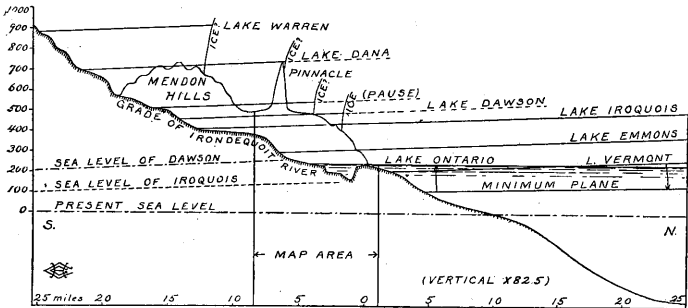 1000
900
800
700
600
500
400
300
200
100
0
ICE?
LAKE WARREN
ICE?
LAKE DANA
PINNACLE
MENDON
HILLS
ICE?
ICE (PAUSE)
LAKE DAWSON
LAKE IROQUOIS
GRADE OF IRONDEQUOIT
RIVER
LAKE EMMONS
SEA LEVEL OF DAWSON
LAKE ONTARIO
L. VERMONT
SEA LEVEL OF IROQUOIS
MINIMUM PLANE
PRESENT SEA LEVEL
S.
N.
MAP AREA
(VERTICAL X82.5)
25 miles 20 15 10 5 0 5 10 15 20 25